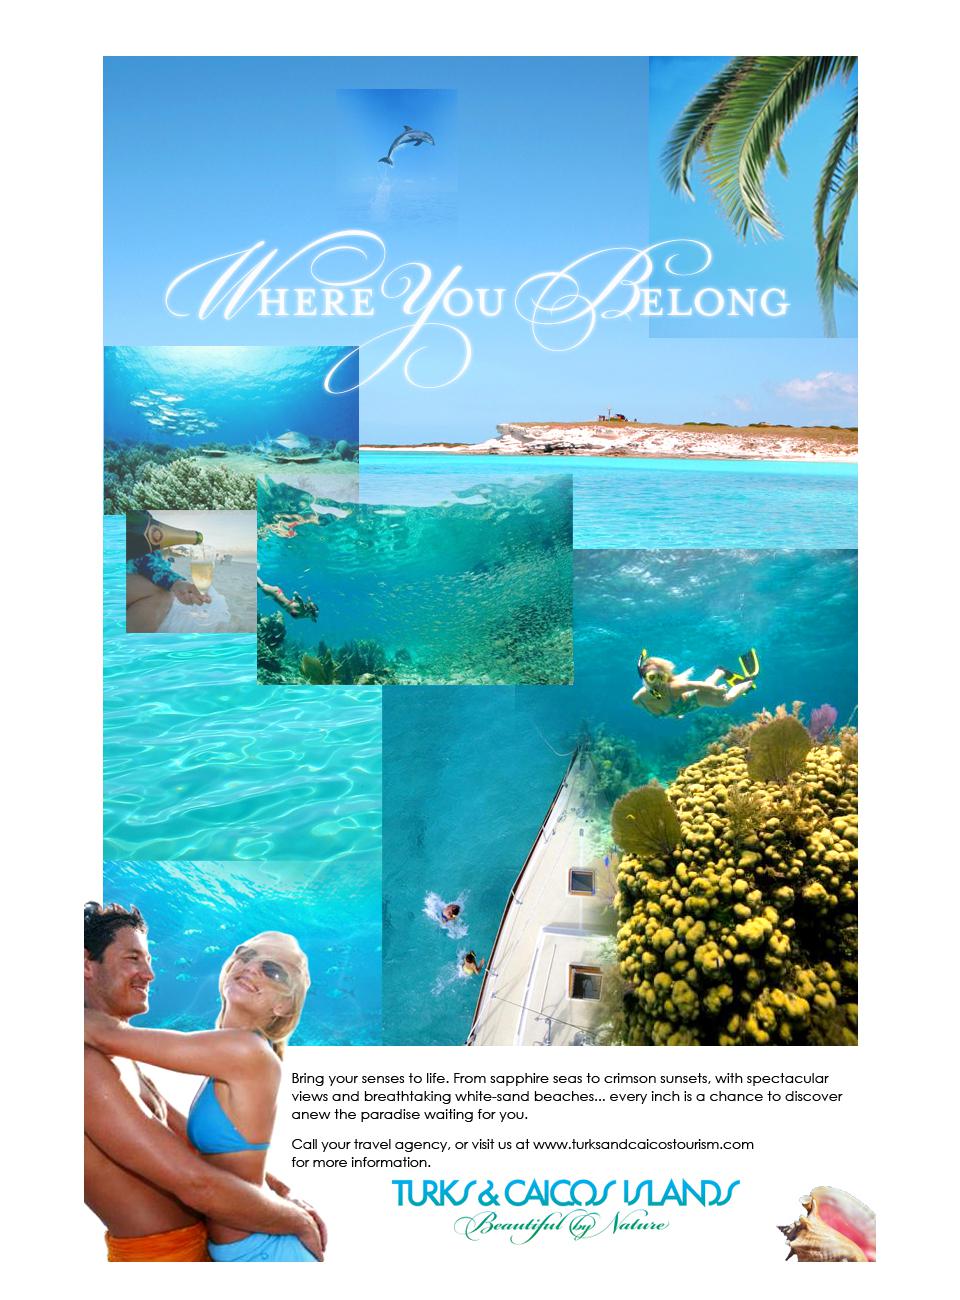 Where You Belong
Bring your senses to life. From sapphire seas to crimson sunsets, with spectacular
views and breathtaking white-sand beaches... every inch is a chance to discover
anew the paradise waiting for you.
Call your travel agency, or visit us at www.turksandcaicostourism.com
for more information.
TURKS & CAICOS ISLANDS
Beautiful by Nature